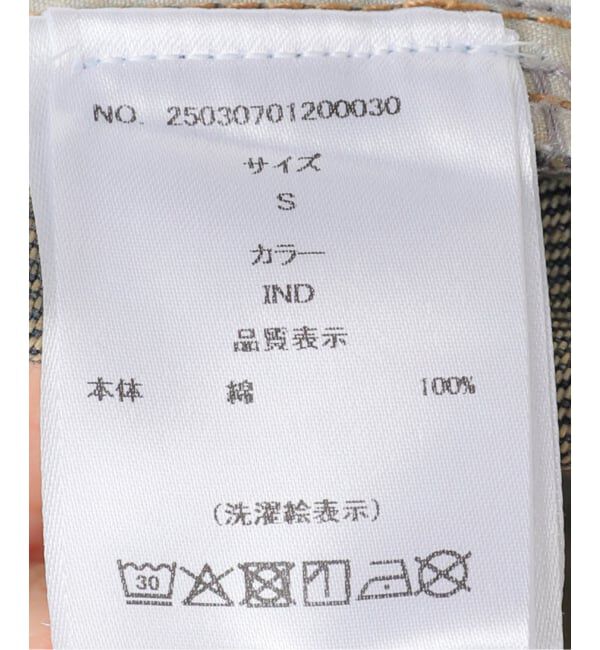 NO. 25030701200030
サイズ
S
カラー
IND
品質表示
本体 綿 100%
(洗濯絵表示)
30